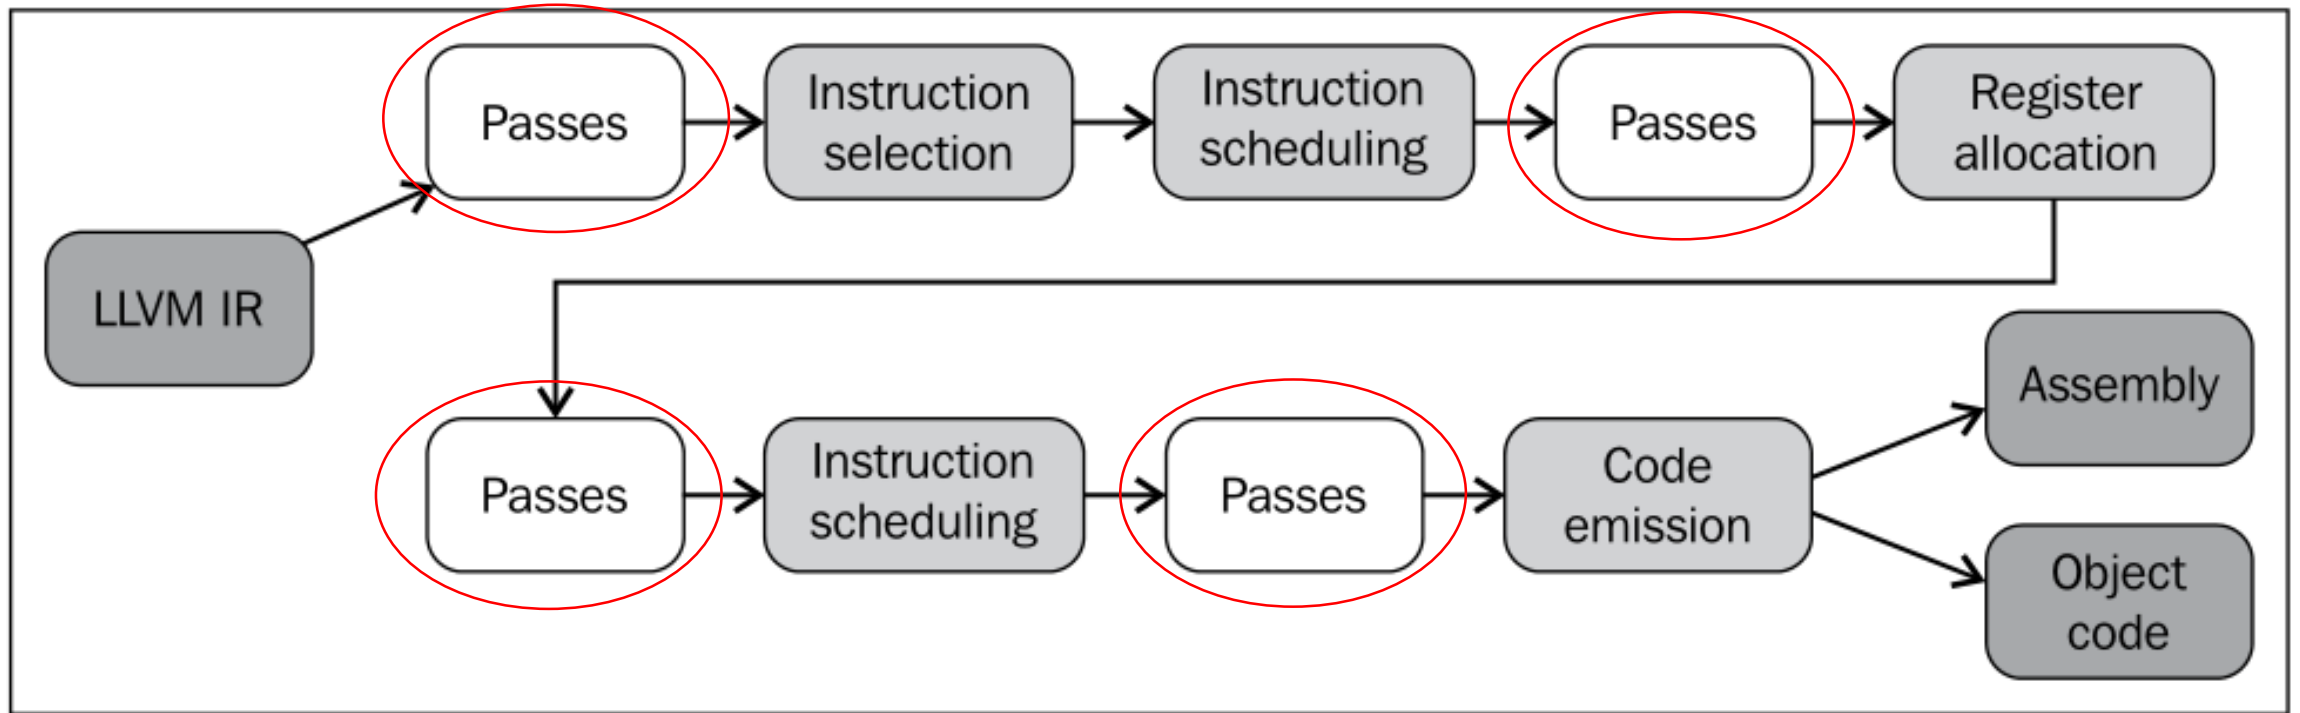 Passes
Instruction
selection
Instruction
scheduling
Passes
Register
allocation
LLVM IR
Passes
Instruction
scheduling
Passes
Code
emission
Assembly
Object
code